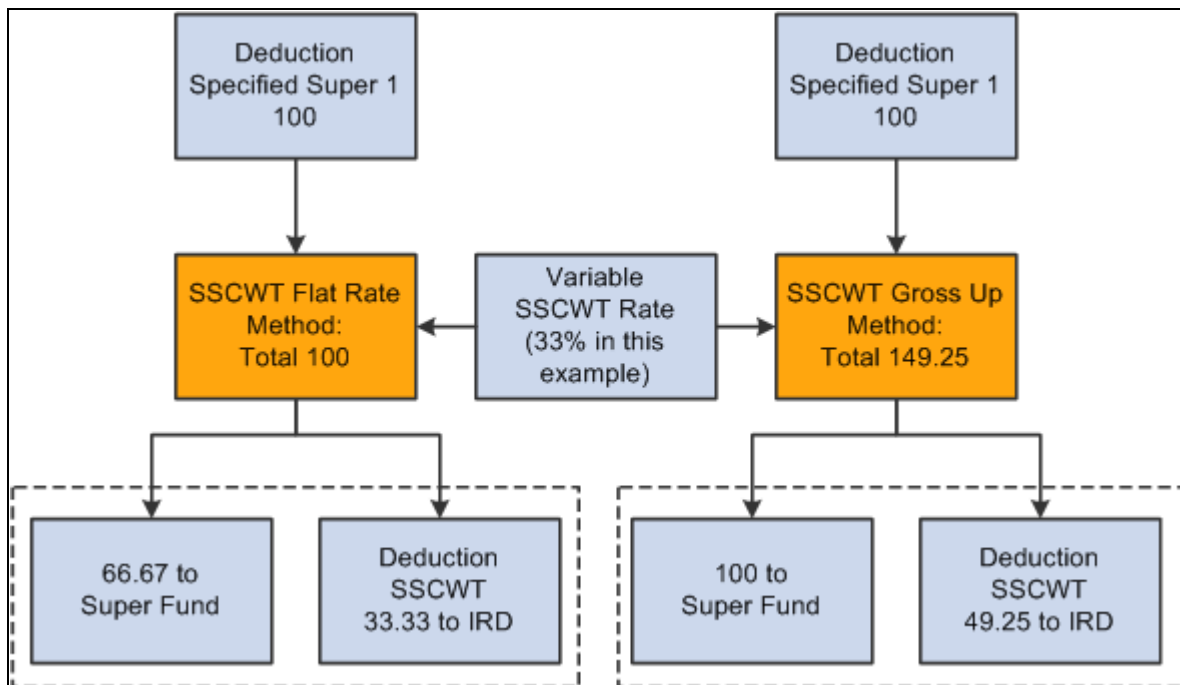 Deduction
Specified Super 1
100
Deduction
Specified Super 1
100
SSCWT Flat Rate
Method:
Total 100
Variable
SSCWT Rate
(33% in this
example)
SSCWT Gross Up
Method:
Total 149.25
66.67 to
Super Fund
Deduction
SSCWT
33.33 to IRD
100 to
Super Fund
Deduction
SSCWT
49.25 to IRD